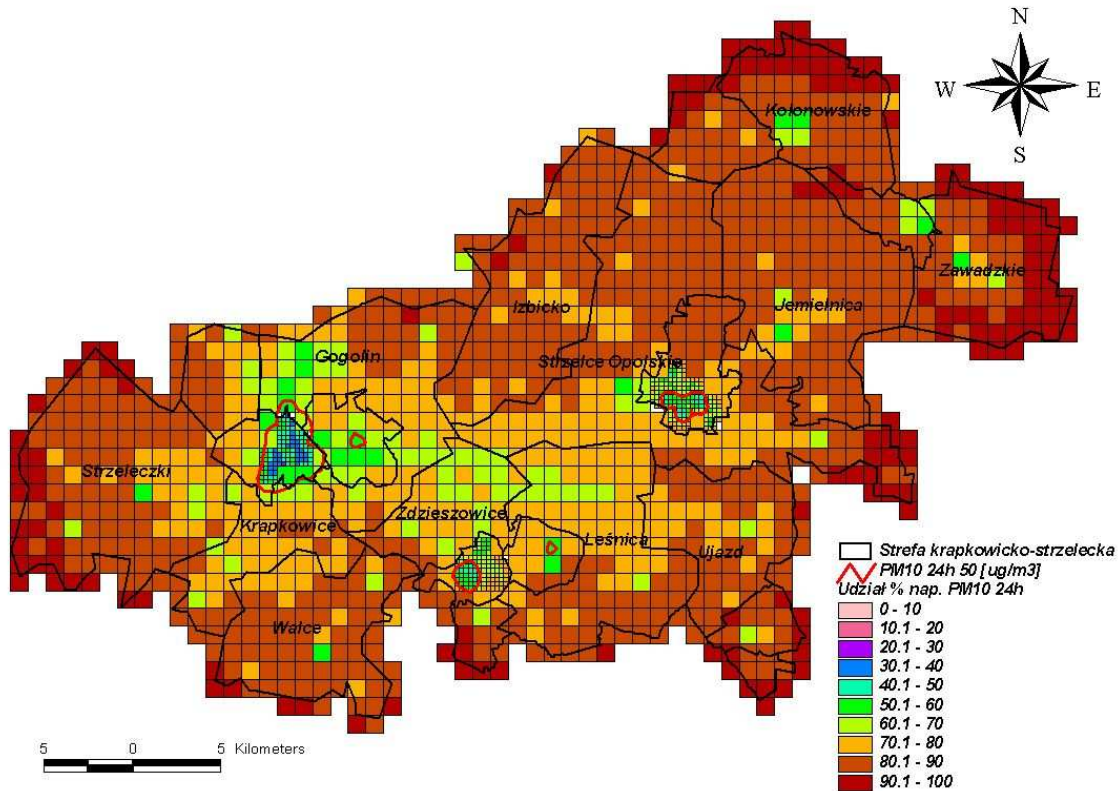 N
W E
S
Kolonowskie
Zawadzkie
Izbicko
Jemielnica
Gogolin
Strzelce Opolskie
Strzeleczki
Krapkowice
Zdzieszowice
Leśnica
Ujazd
Walce
Strefa krapkowicko-strzelecka
PM10 24h 50 [ug/m3]
Udział % nap. PM10 24h
0 - 10
10.1 - 20
20.1 - 30
30.1 - 40
40.1 - 50
50.1 - 60
60.1 - 70
70.1 - 80
80.1 - 90
90.1 - 100
5 0 5 Kilometers